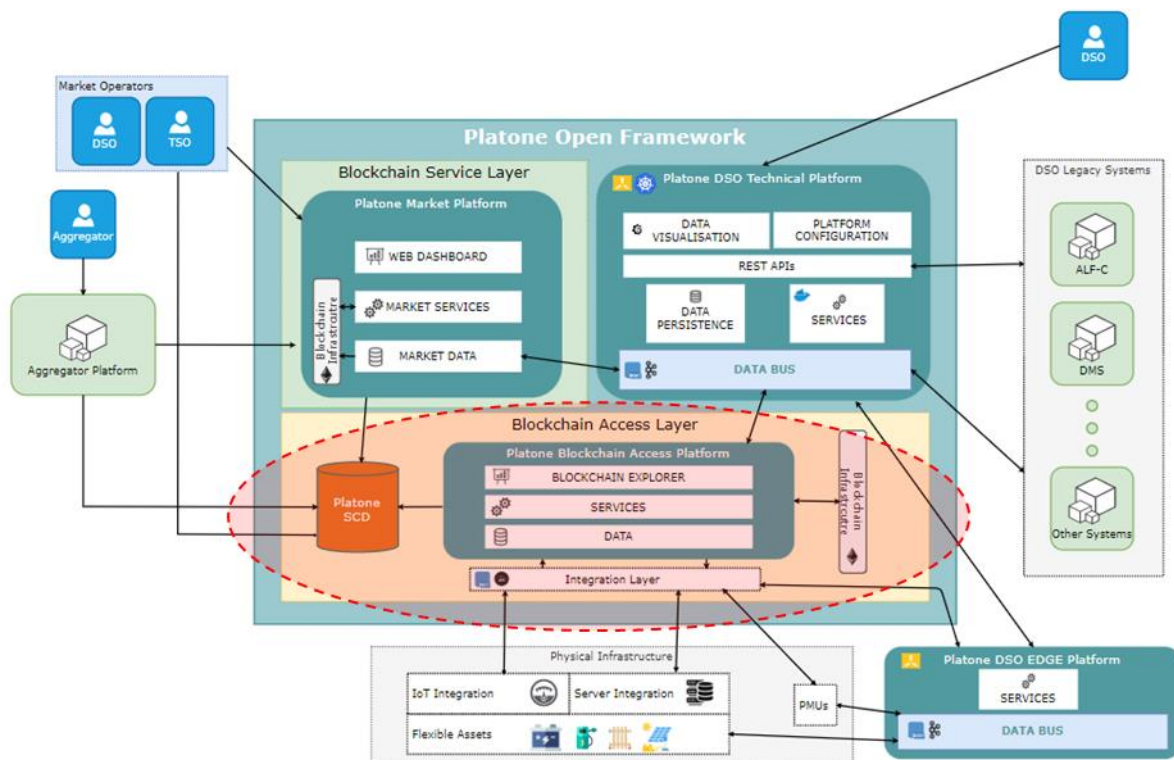 DSO
Market Operators
DSO
TSO
Platone Open Framework
Blockchain Service Layer
Platone Market Platform
WEB DASHBOARD
MARKET SERVICES
MARKET DATA
Blockchain
Infrastrcutre
Platone DSO Technical Platform
DATA
VISUALISATION
PLATFORM
CONFIGURATION
REST APIs
DATA
PERSISTENCE
SERVICES
DATA BUS
DSO Legacy Systems
ALF-C
DMS
Other Systems
Aggregator
Aggregator Platform
Blockchain Access Layer
Platone Blockchain Access Platform
BLOCKCHAIN EXPLORER
SERVICES
DATA
Blockchain
Infrastrcutre
Platone
SCD
Integration Layer
Physical Infrastructure
IoT Integration
Server Integration
Flexible Assets
PMUs
Platone DSO EDGE Platform
SERVICES
DATA BUS